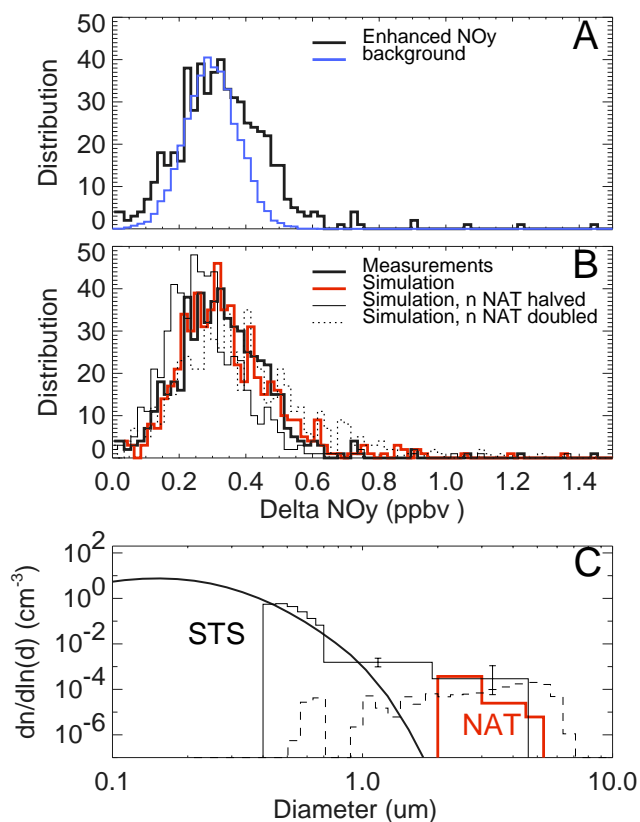 A
Enhanced NOy
background
Distribution
50
40
30
20
10
0
B
Measurements
Simulation
Simulation, n NAT halved
Simulation, n NAT doubled
Distribution
50
40
30
20
10
0
0.0 0.2 0.4 0.6 0.8 1.0 1.2 1.4
Delta NOy (ppbv )
C
STS
NAT
dn/dln(d) (cm-3)
10^2
10^0
10^-2
10^-4
10^-6
0.1 1.0 10.0
Diameter (um)